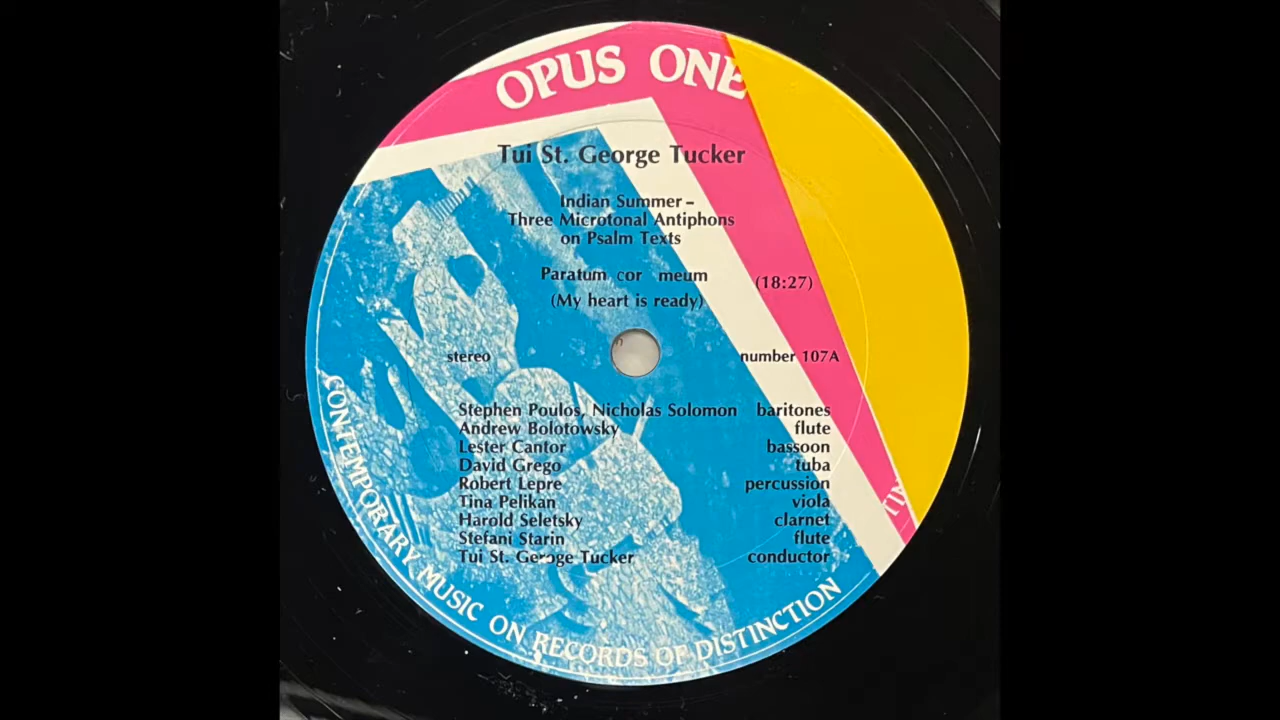 OPUS ONE
Tui St. George Tucker
Indian Summer –
Three Microtonal Antiphons
on Psalm Texts
Paratum cor meum (18:27)
(My heart is ready)
stereo number 107A
Stephen Poulos, Nicholas Solomon baritones
Andrew Bolotowsky flute
Lester Cantor bassoon
David Grego tuba
Robert Lepre percussion
Tina Pelikan viola
Harold Seletsky clarnet
Stefani Starin flute
Tui St. Geroge Tucker conductor
CONTEMPORARY MUSIC ON RECORDS OF DISTINCTION